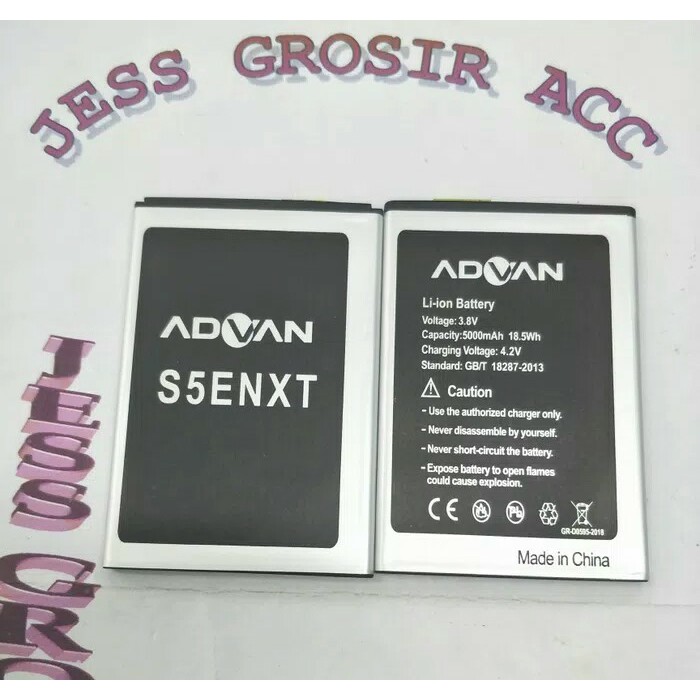 JESS GROSIR ACC
JESS GRO
ADVAN
S5ENXT
ADVAN
Li-ion Battery
Voltage: 3.8V
Capacity:5000mAh 18.5Wh
Charging Voltage: 4.2V
Standard: GB/T 18287-2013
Caution
- Use the authorized charger only.
- Never disassemble by yourself.
- Never short-circuit the battery.
- Expose battery to open flames
could cause explosion.
CE Pb
GR-D8595-2018
Made in China